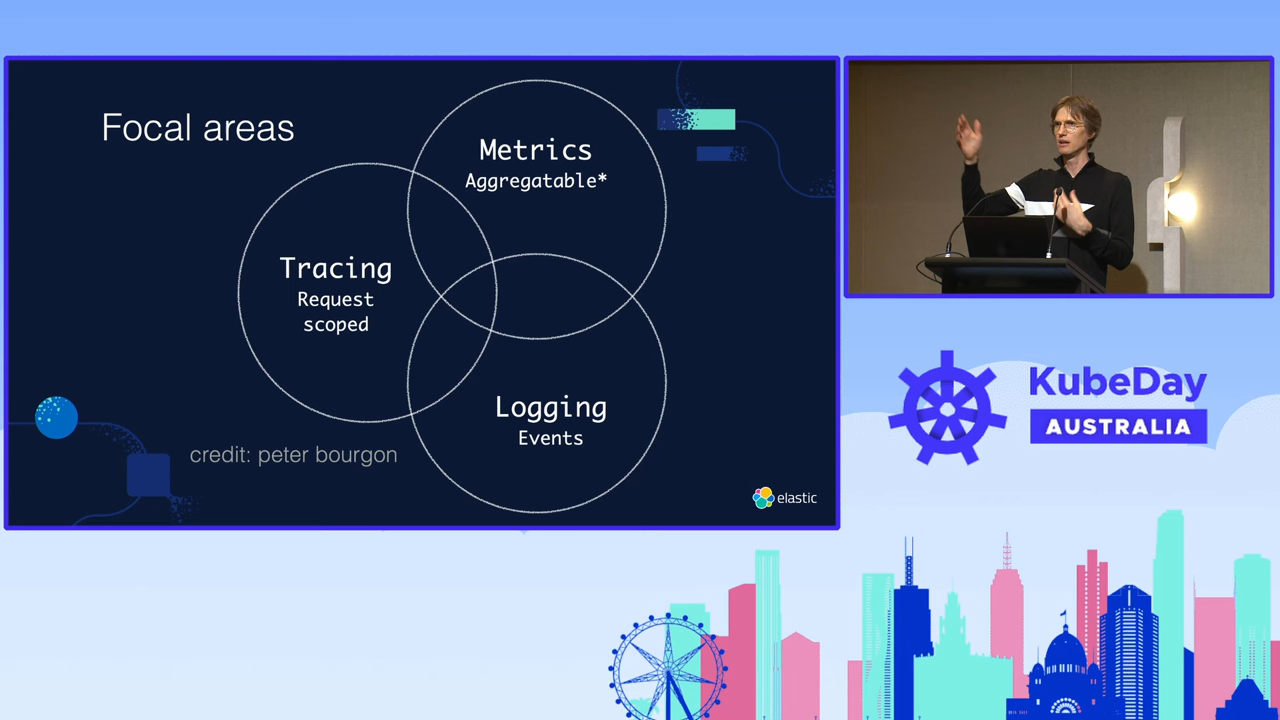 Focal areas
Metrics
Aggregatable*
Tracing
Request
scoped
Logging
Events
credit: peter bourgon
elastic
KubeDay
AUSTRALIA